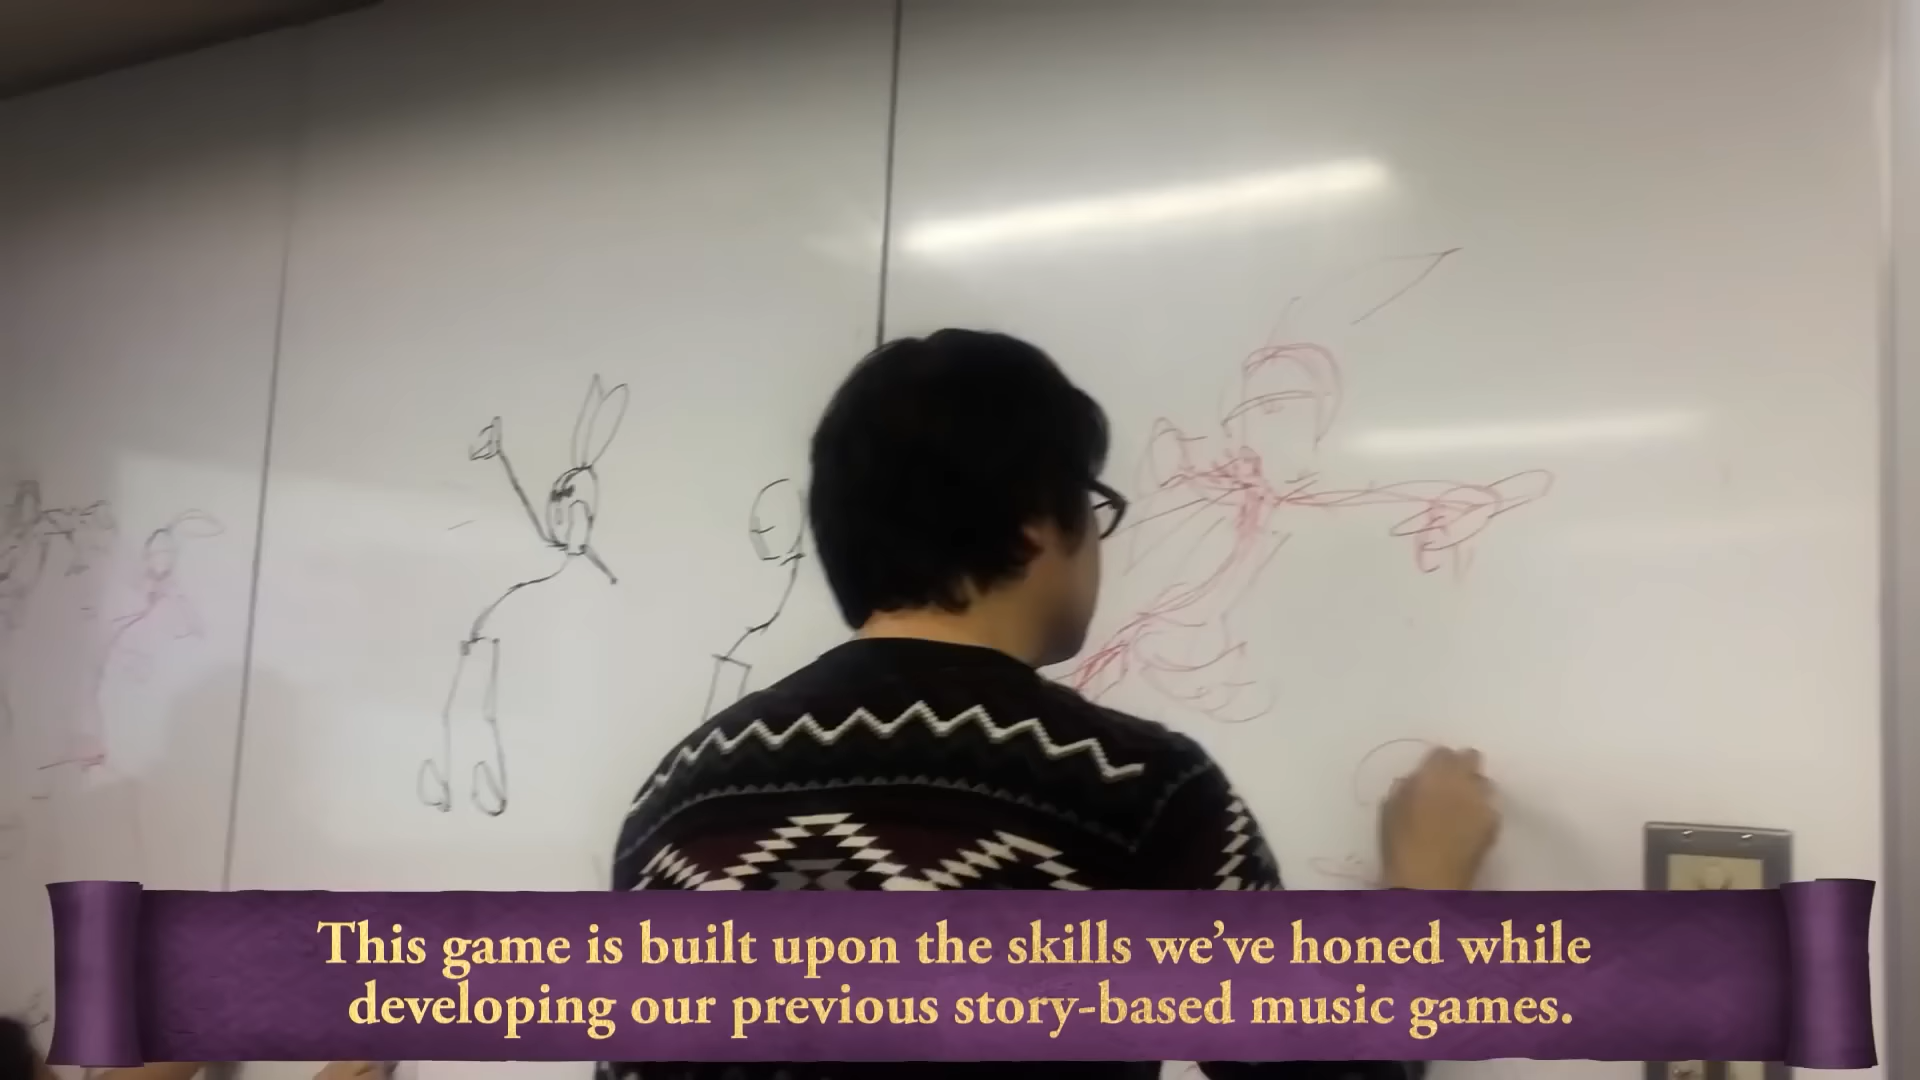 This game is built upon the skills we’ve honed while
developing our previous story-based music games.